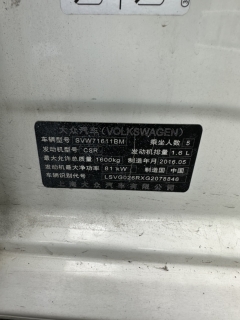 大众汽车(VOLKSWAGEN)
车辆型号 SVW71611BM 乘坐人数 5
发动机型号 CSR 发动机排量 1.6 L
最大允许总质量 1600kg 制造年月 2016.05
发动机最大净功率 81 kW 制造国 中国
车辆识别代号 LSVG026RXG2075546
上海大众汽车有限公司